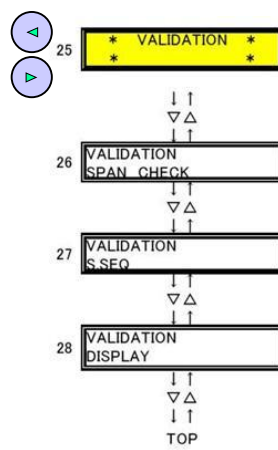 25
* VALIDATION *
* *
↓ ↑
▽ △
↓ ↑
26
VALIDATION
SPAN CHECK
↓ ↑
▽ △
↓ ↑
27
VALIDATION
S.SEQ
↓ ↑
▽ △
↓ ↑
28
VALIDATION
DISPLAY
↓ ↑
▽ △
↓ ↑
TOP